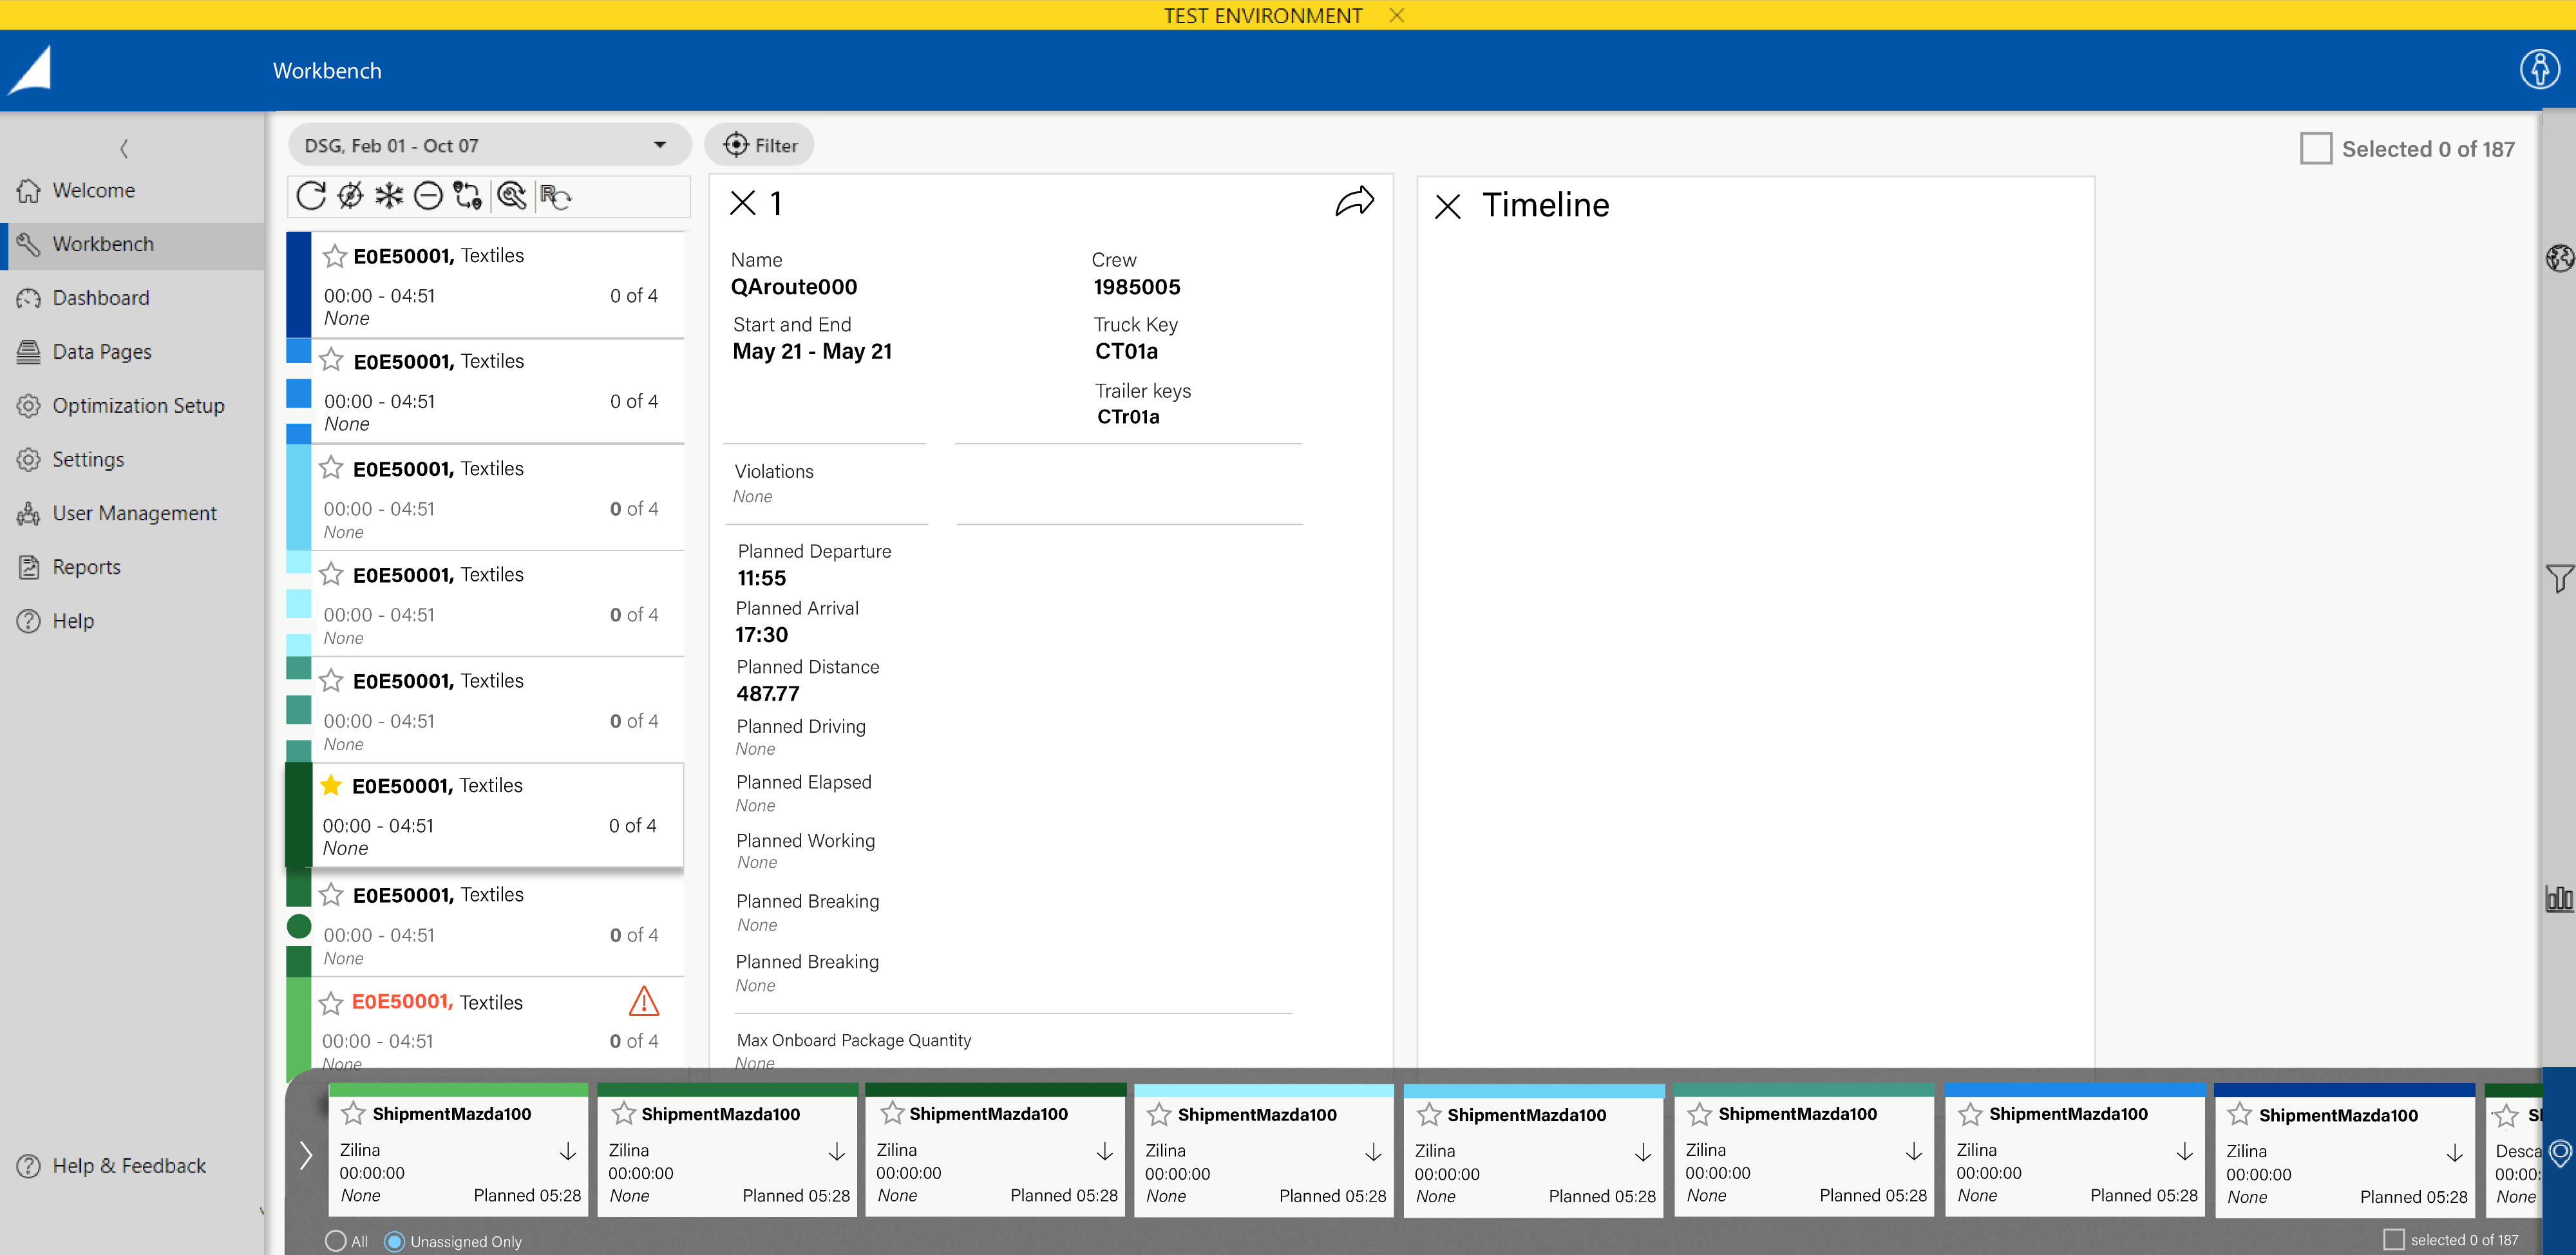 TEST ENVIRONMENT
Workbench
Welcome
Workbench
Dashboard
Data Pages
Optimization Setup
Settings
User Management
Reports
Help
Help & Feedback
DSG, Feb 01 - Oct 07
Filter
Selected 0 of 187
E0E50001, Textiles
00:00 - 04:51 0 of 4
None
E0E50001, Textiles
00:00 - 04:51 0 of 4
None
E0E50001, Textiles
00:00 - 04:51 0 of 4
None
E0E50001, Textiles
00:00 - 04:51 0 of 4
None
E0E50001, Textiles
00:00 - 04:51 0 of 4
None
E0E50001, Textiles
00:00 - 04:51 0 of 4
None
E0E50001, Textiles
00:00 - 04:51 0 of 4
None
E0E50001, Textiles
00:00 - 04:51 0 of 4
None
1
Name
QAroute000
Start and End
May 21 - May 21
Crew
1985005
Truck Key
CT01a
Trailer keys
CTr01a
Violations
None
Planned Departure
11:55
Planned Arrival
17:30
Planned Distance
487.77
Planned Driving
None
Planned Elapsed
None
Planned Working
None
Planned Breaking
None
Planned Breaking
None
Max Onboard Package Quantity
None
Timeline
ShipmentMazda100
Zilina
00:00:00
None Planned 05:28
ShipmentMazda100
Zilina
00:00:00
None Planned 05:28
ShipmentMazda100
Zilina
00:00:00
None Planned 05:28
ShipmentMazda100
Zilina
00:00:00
None Planned 05:28
ShipmentMazda100
Zilina
00:00:00
None Planned 05:28
ShipmentMazda100
Zilina
00:00:00
None Planned 05:28
ShipmentMazda100
Zilina
00:00:00
None Planned 05:28
ShipmentMazda100
Zilina
00:00:00
None Planned 05:28
Desca
00:00:
None
All
Unassigned Only
selected 0 of 187